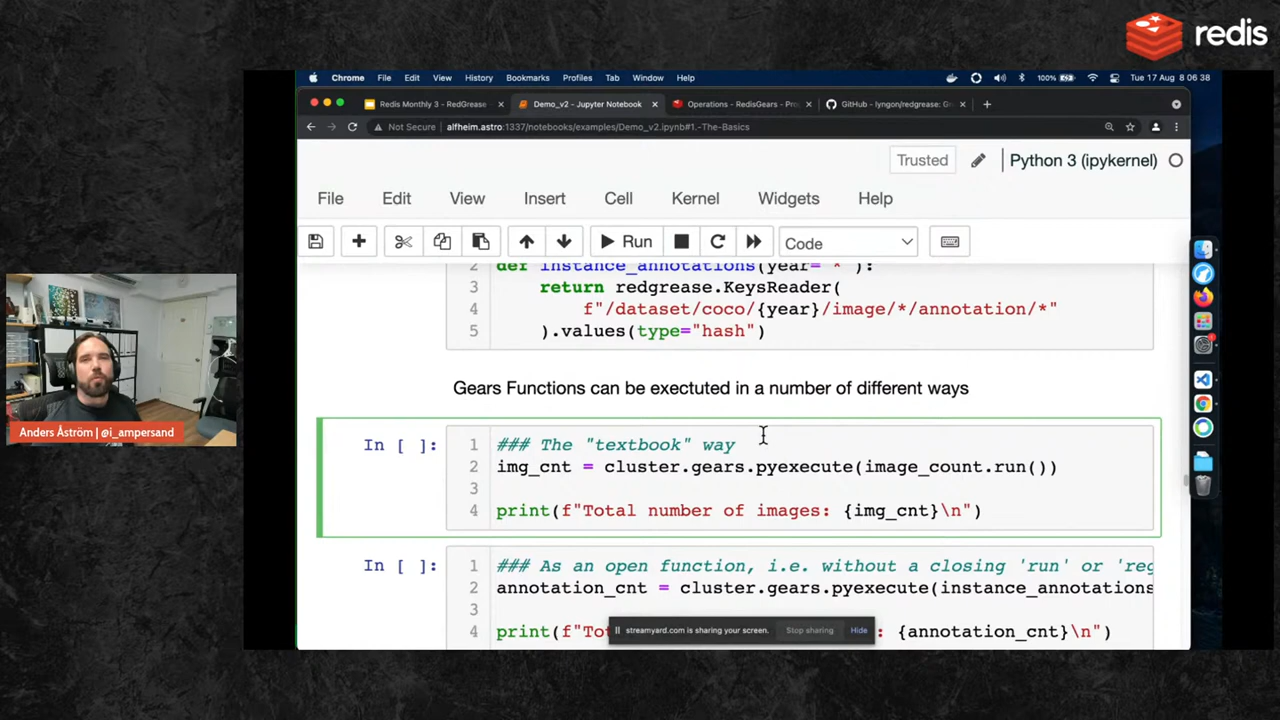 redis
Chrome File Edit View History Bookmarks Profiles Tab Window Help 100% Tue 17 Aug 8 06 38
Redis Monthly 3 - RedGrease Demo_v2 - Jupyter Notebook Operations - RedisGears - Pro GitHub - lyngon/redgrease: G
Not Secure alfheim.astro:1337/notebooks/examples/Demo_v2.ipynb#1.-The-Basics
Trusted Python 3 (ipykernel)
File Edit View Insert Cell Kernel Widgets Help
Run Code
2 def instance_annotations(year="*"):
3 return redgrease.KeysReader(
4 f"/dataset/coco/{year}/image/*/annotation/*"
5 ).values(type="hash")
Gears Functions can be exectuted in a number of different ways
In [ ]: 1 ### The "textbook" way
2 img_cnt = cluster.gears.pyexecute(image_count.run())
3
4 print(f"Total number of images: {img_cnt}\n")
In [ ]: 1 ### As an open function, i.e. without a closing 'run' or 'reg
2 annotation_cnt = cluster.gears.pyexecute(instance_annotations
3
4 print(f"To : {annotation_cnt}\n")
streamyard.com is sharing your screen. Stop sharing Hide
Anders Åström | @i_ampersand